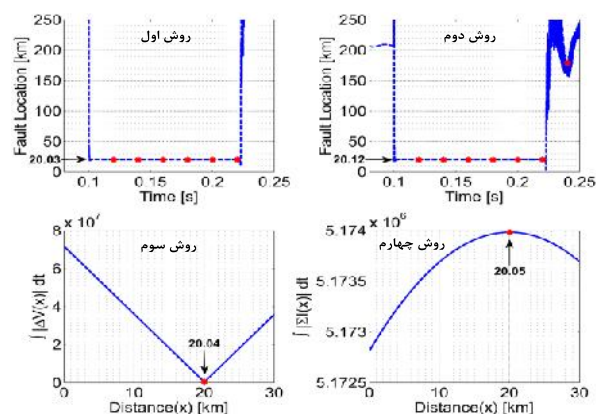 روش اول
Fault Location [km]
250
200
150
100
50
0
20.03
0.1
0.15
0.2
0.25
Time [s]
روش دوم
Fault Location [km]
250
200
150
100
50
0
20.12
0.1
0.15
0.2
0.25
Time [s]
x 10⁷
روش سوم
∫ |ΔV(x)| dt
8
6
4
2
0
20.04
0
10
20
30
Distance(x) [km]
x 10⁶
روش چهارم
∫ |ΣI(x)| dt
5.174
5.1735
5.173
5.1725
20.05
0
10
20
30
Distance(x) [km]